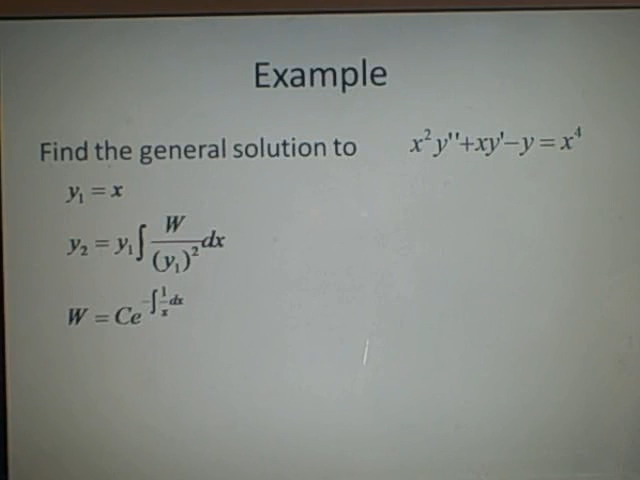 Example
Find the general solution to x²y''+xy'−y=x⁴
y₁ = x
y₂ = y₁∫ W/(y₁)² dx
W = Ce^(−∫ 1/x dx)